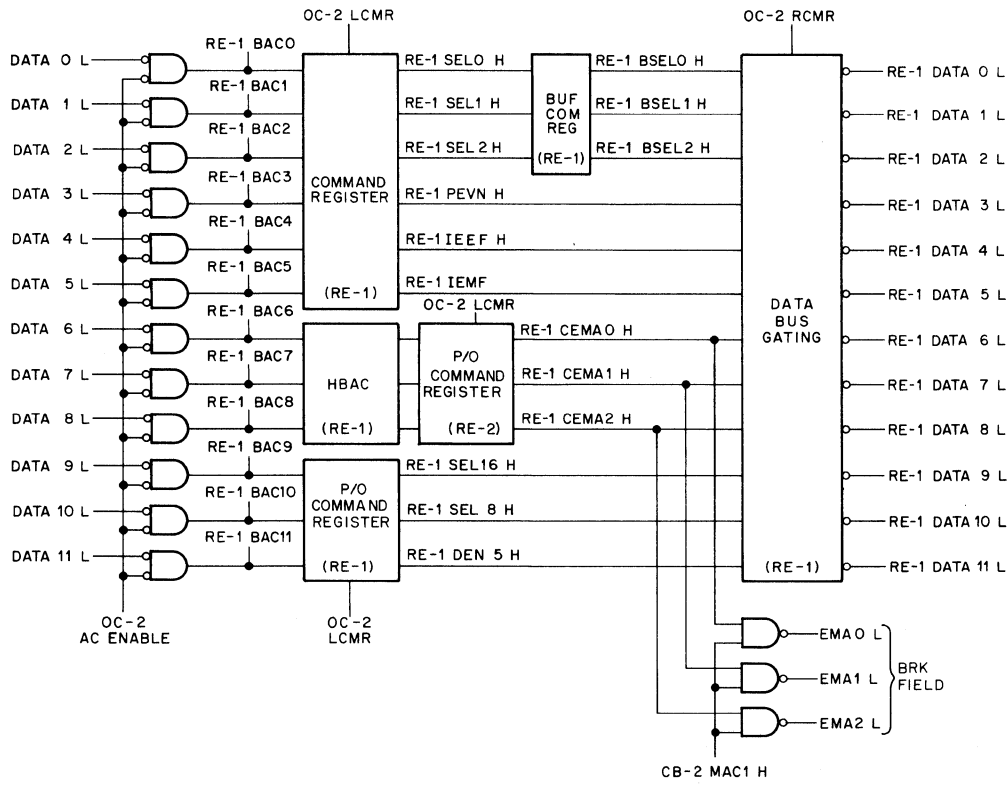 OC-2 LCMR
OC-2 RCMR
DATA 0 L
RE-1 BAC0
RE-1 SEL0 H
RE-1 BSEL0 H
RE-1 DATA 0 L
DATA 1 L
RE-1 BAC1
RE-1 SEL1 H
BUF
COM
REG
(RE-1)
RE-1 BSEL1 H
RE-1 DATA 1 L
DATA 2 L
RE-1 BAC2
RE-1 SEL2 H
RE-1 BSEL2 H
RE-1 DATA 2 L
DATA 3 L
RE-1 BAC3
COMMAND
REGISTER
(RE-1)
RE-1 PEVN H
RE-1 DATA 3 L
DATA 4 L
RE-1 BAC4
RE-1 IEEF H
RE-1 DATA 4 L
DATA 5 L
RE-1 BAC5
RE-1 IEMF
DATA
BUS
GATING
(RE-1)
RE-1 DATA 5 L
OC-2 LCMR
DATA 6 L
RE-1 BAC6
RE-1 CEMA0 H
RE-1 DATA 6 L
DATA 7 L
RE-1 BAC7
HBAC
(RE-1)
P/O
COMMAND
REGISTER
(RE-2)
RE-1 CEMA1 H
RE-1 DATA 7 L
DATA 8 L
RE-1 BAC8
RE-1 CEMA2 H
RE-1 DATA 8 L
DATA 9 L
RE-1 BAC9
RE-1 SEL16 H
RE-1 DATA 9 L
DATA 10 L
RE-1 BAC10
P/O
COMMAND
REGISTER
(RE-1)
RE-1 SEL 8 H
RE-1 DATA 10 L
DATA 11 L
RE-1 BAC11
RE-1 DEN 5 H
RE-1 DATA 11 L
OC-2
AC ENABLE
OC-2
LCMR
EMA0 L
EMA1 L
EMA2 L
BRK
FIELD
CB-2 MAC1 H